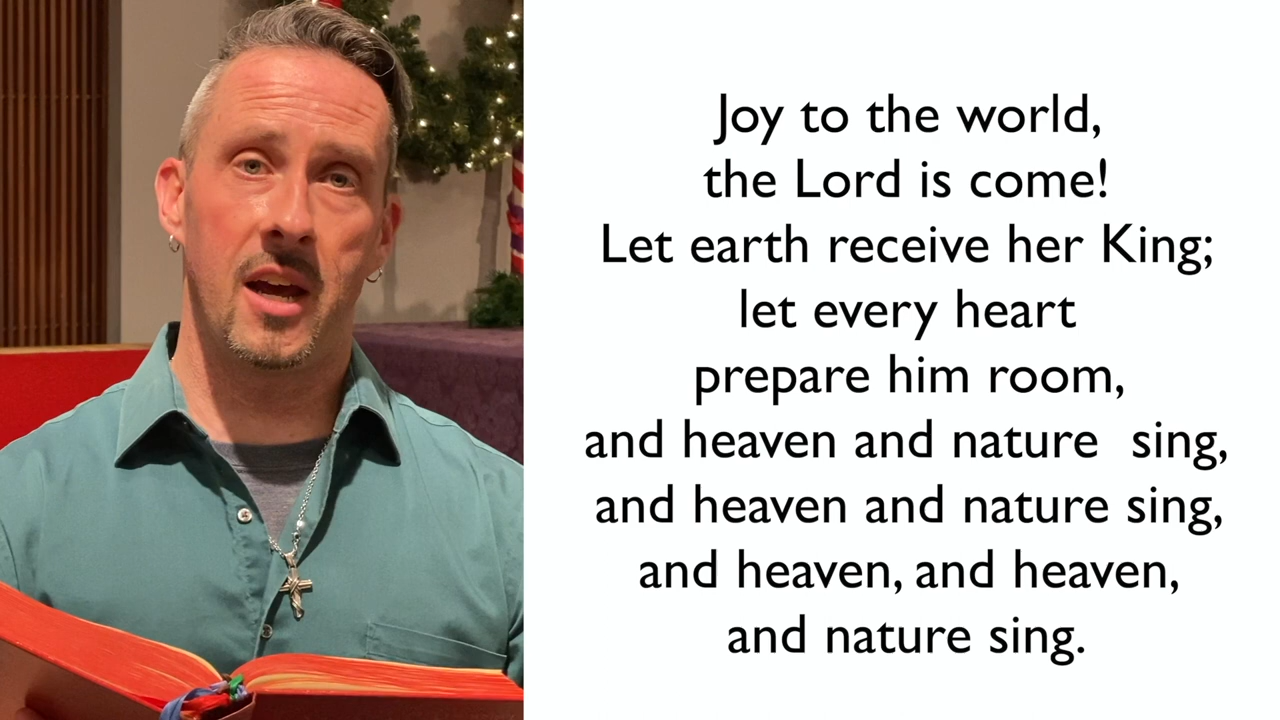 Joy to the world,
the Lord is come!
Let earth receive her King;
let every heart
prepare him room,
and heaven and nature  sing,
and heaven and nature sing,
and heaven, and heaven,
and nature sing.